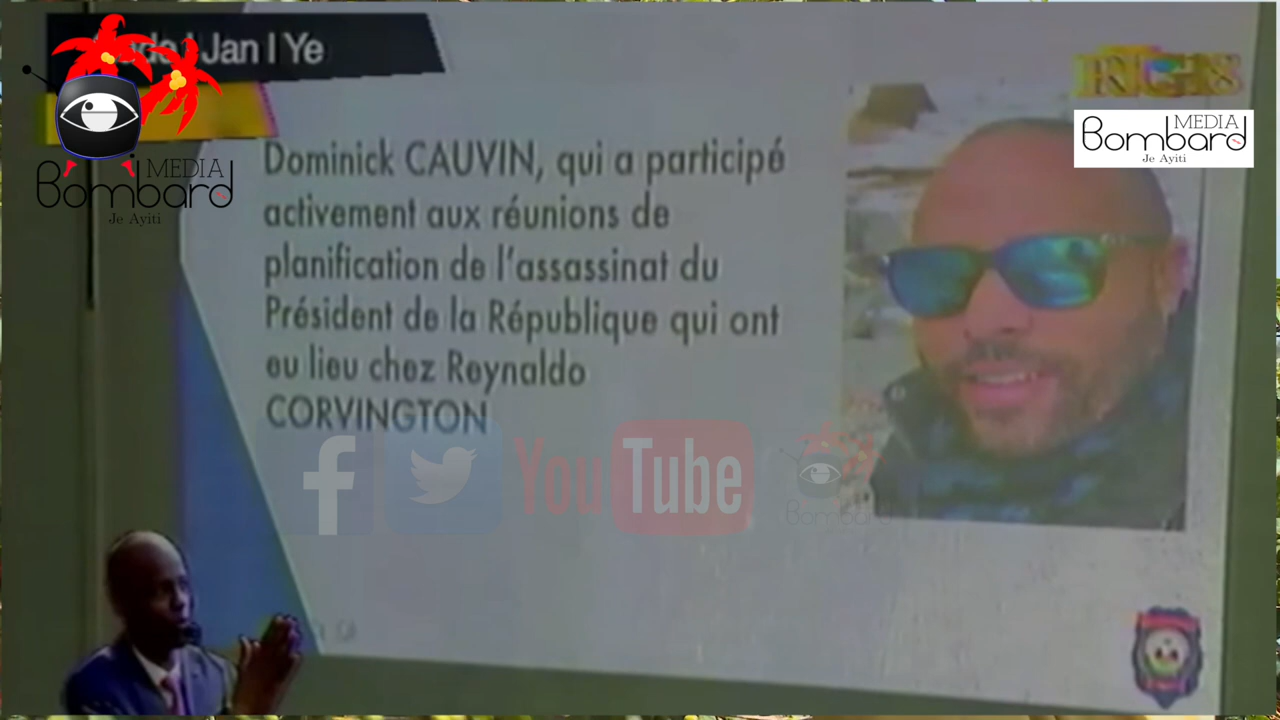 Jan I Ye
MEDIA
Bombard
Je Ayiti
MEDIA
Bombard
Je Ayiti
Dominick CAUVIN, qui a participé
activement aux réunions de
planification de l'assassinat du
Président de la République qui ont
eu lieu chez Reynaldo
CORVINGTON
f
YouTube
Bombard